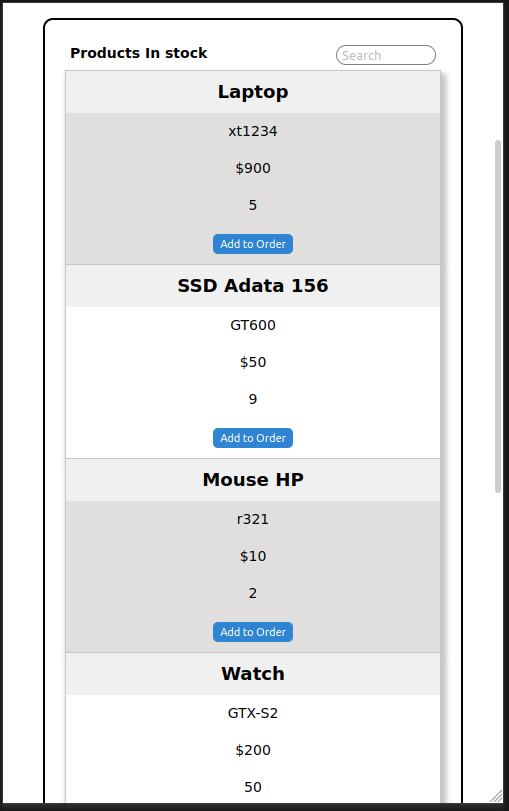 Products In stock
Search
Laptop
xt1234
$900
5
Add to Order
SSD Adata 156
GT600
$50
9
Add to Order
Mouse HP
r321
$10
2
Add to Order
Watch
GTX-S2
$200
50